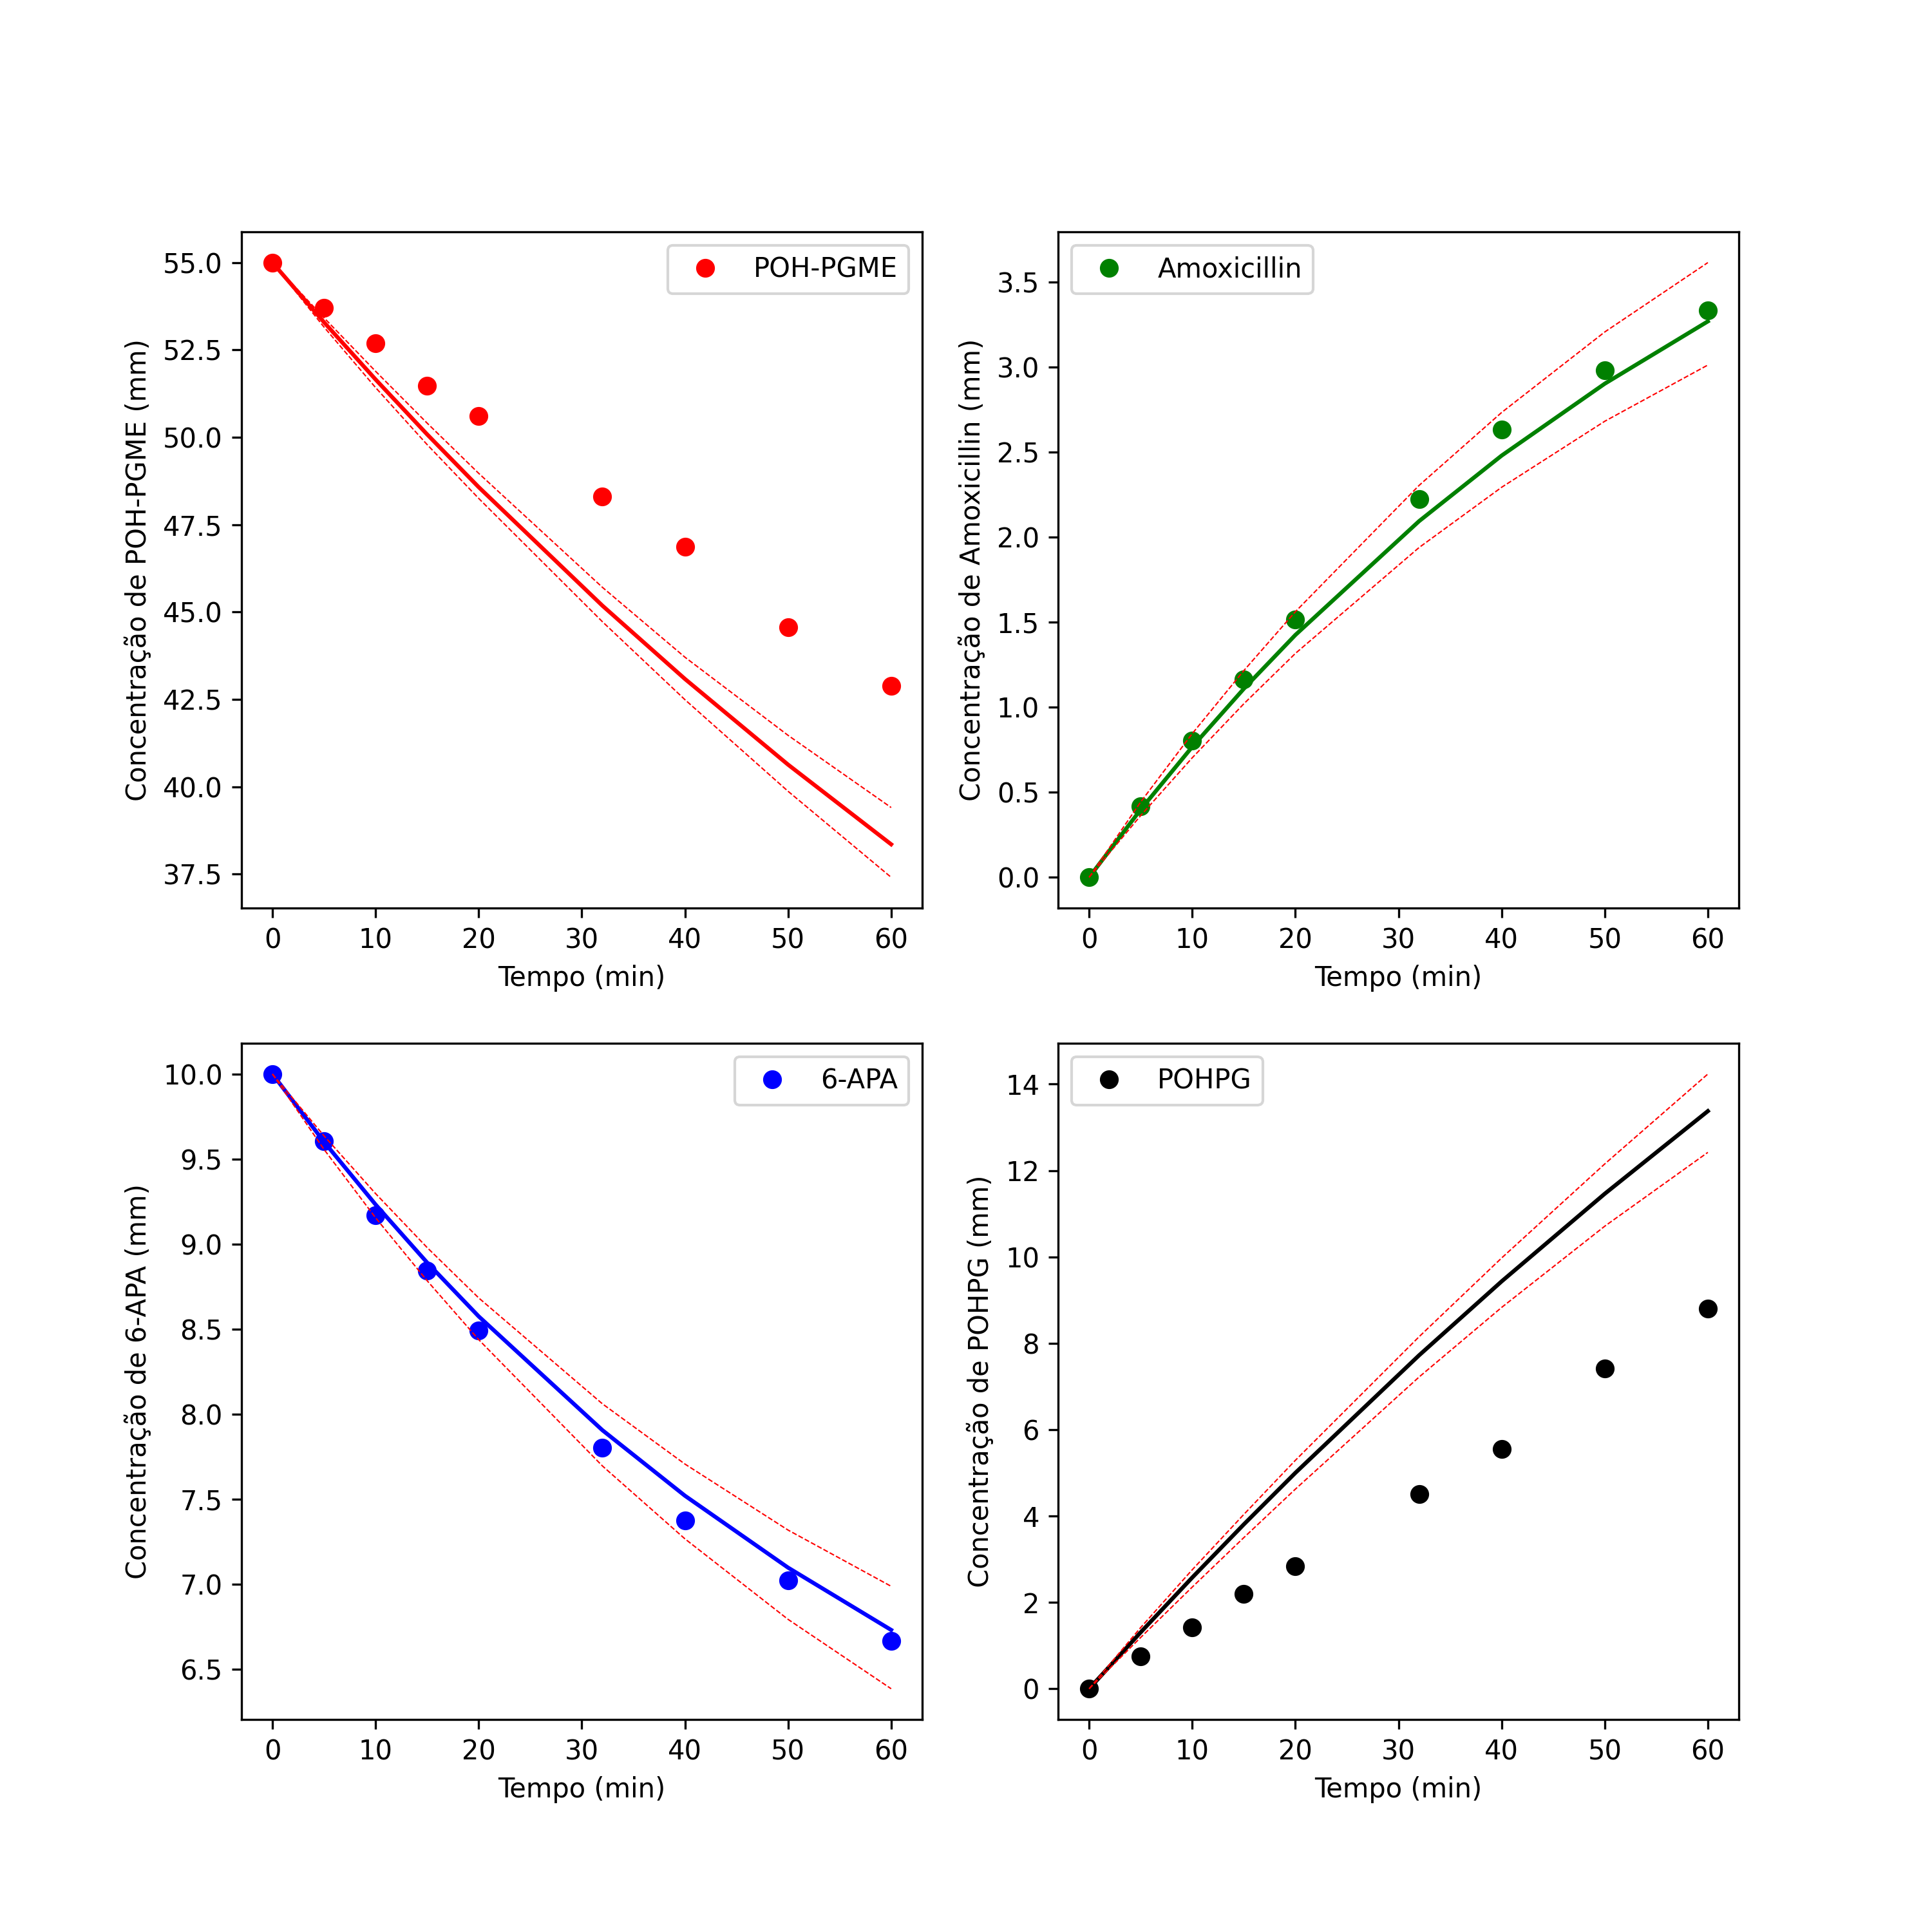 POH-PGME
55.0
52.5
50.0
47.5
45.0
42.5
40.0
37.5
Concentração de POH-PGME (mm)
0 10 20 30 40 50 60
Tempo (min)
Amoxicillin
3.5
3.0
2.5
2.0
1.5
1.0
0.5
0.0
Concentração de Amoxicillin (mm)
0 10 20 30 40 50 60
Tempo (min)
6-APA
10.0
9.5
9.0
8.5
8.0
7.5
7.0
6.5
Concentração de 6-APA (mm)
0 10 20 30 40 50 60
Tempo (min)
POHPG
14
12
10
8
6
4
2
0
Concentração de POHPG (mm)
0 10 20 30 40 50 60
Tempo (min)